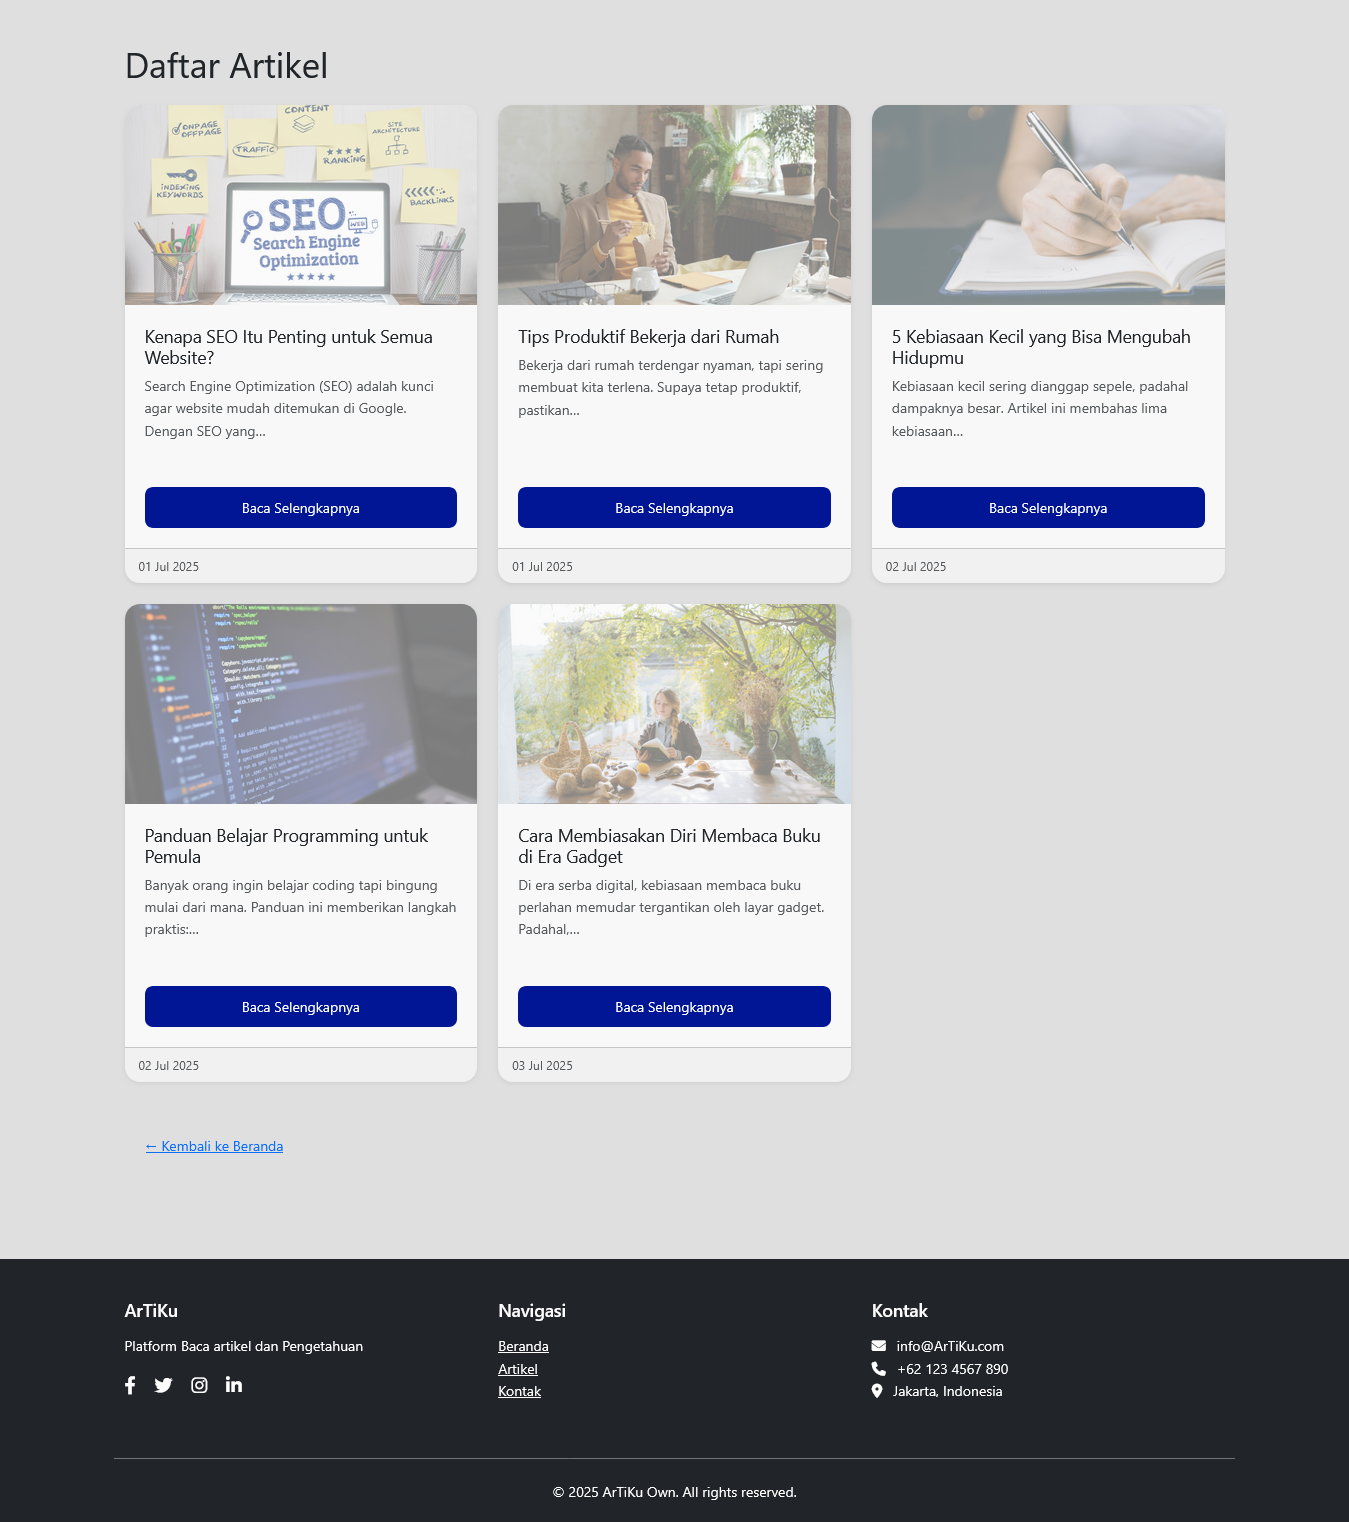 Daftar Artikel
CONTENT
ONPAGE
OFFPAGE
TRAFFIC
SITE
ARCHITECTURE
RANKING
INDEXING
KEYWORDS
BACKLINKS
SEO
WEB
Search Engine
Optimization
Kenapa SEO Itu Penting untuk Semua
Website?
Search Engine Optimization (SEO) adalah kunci
agar website mudah ditemukan di Google.
Dengan SEO yang...
Baca Selengkapnya
01 Jul 2025
Tips Produktif Bekerja dari Rumah
Bekerja dari rumah terdengar nyaman, tapi sering
membuat kita terlena. Supaya tetap produktif,
pastikan...
Baca Selengkapnya
01 Jul 2025
5 Kebiasaan Kecil yang Bisa Mengubah
Hidupmu
Kebiasaan kecil sering dianggap sepele, padahal
dampaknya besar. Artikel ini membahas lima
kebiasaan...
Baca Selengkapnya
02 Jul 2025
Panduan Belajar Programming untuk
Pemula
Banyak orang ingin belajar coding tapi bingung
mulai dari mana. Panduan ini memberikan langkah
praktis:...
Baca Selengkapnya
02 Jul 2025
Cara Membiasakan Diri Membaca Buku
di Era Gadget
Di era serba digital, kebiasaan membaca buku
perlahan memudar tergantikan oleh layar gadget.
Padahal,...
Baca Selengkapnya
03 Jul 2025
← Kembali ke Beranda
ArTiKu
Platform Baca artikel dan Pengetahuan
Navigasi
Beranda
Artikel
Kontak
Kontak
info@ArTiKu.com
+62 123 4567 890
Jakarta, Indonesia
© 2025 ArTiKu Own. All rights reserved.